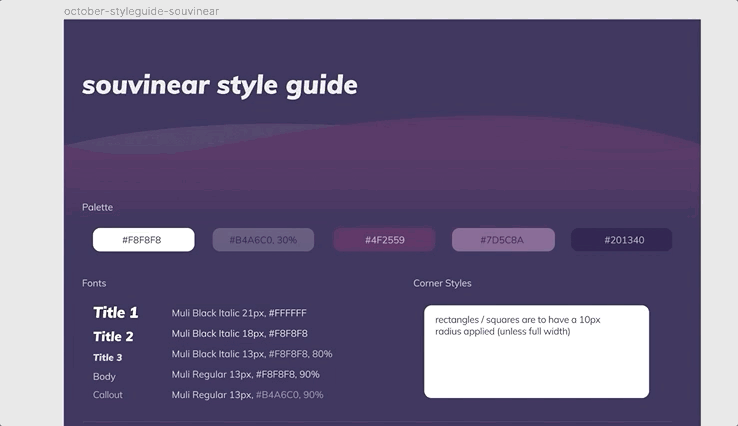 october-styleguide-souvinear
souvinear style guide
Palette
#F8F8F8
#B4A6C0, 30%
#4F2559
#7D5C8A
#201340
Fonts
Corner Styles
Title 1
Muli Black Italic 21px, #FFFFFF
Title 2
Muli Black Italic 18px, #F8F8F8
Title 3
Muli Black Italic 13px, #F8F8F8, 80%
Body
Muli Regular 13px, #F8F8F8, 90%
Callout
Muli Regular 13px, #B4A6C0, 90%
rectangles / squares are to have a 10px
radius applied (unless full width)